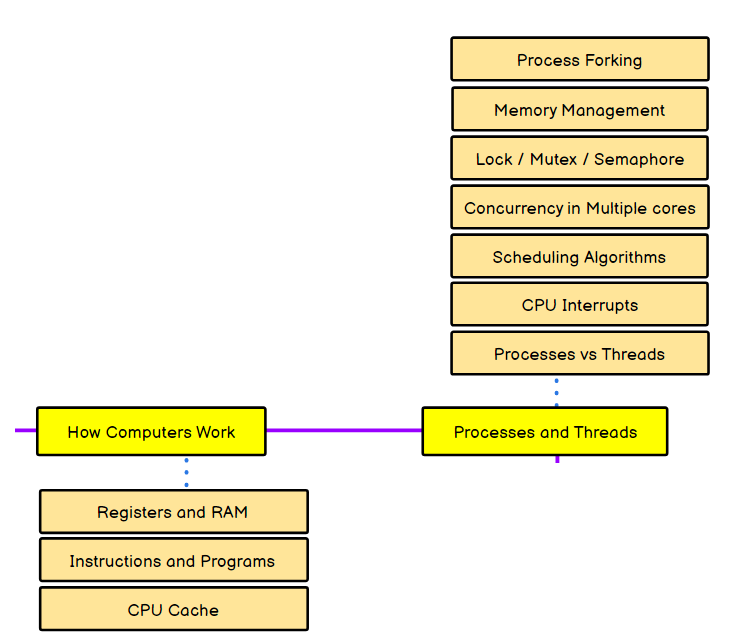 Process Forking
Memory Management
Lock / Mutex / Semaphore
Concurrency in Multiple cores
Scheduling Algorithms
CPU Interrupts
Processes vs Threads
How Computers Work
Processes and Threads
Registers and RAM
Instructions and Programs
CPU Cache